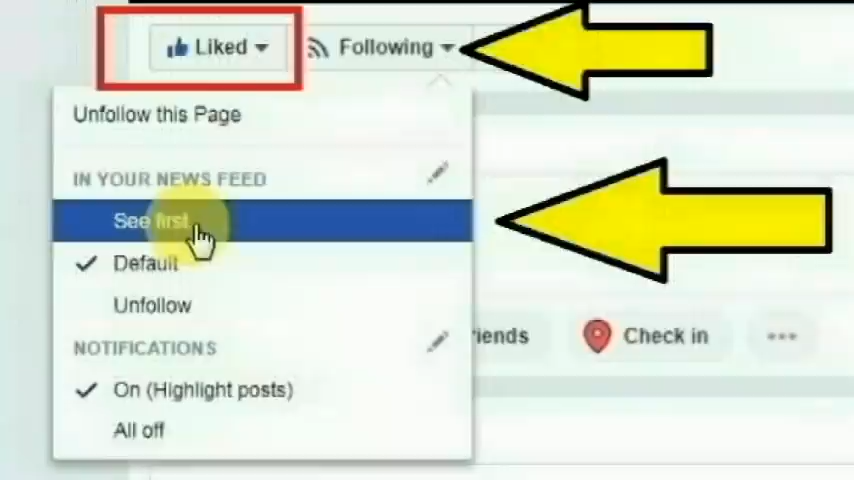 Liked
Following
Unfollow this Page
IN YOUR NEWS FEED
See first
Default
Unfollow
NOTIFICATIONS
riends
Check in
On (Highlight posts)
All off